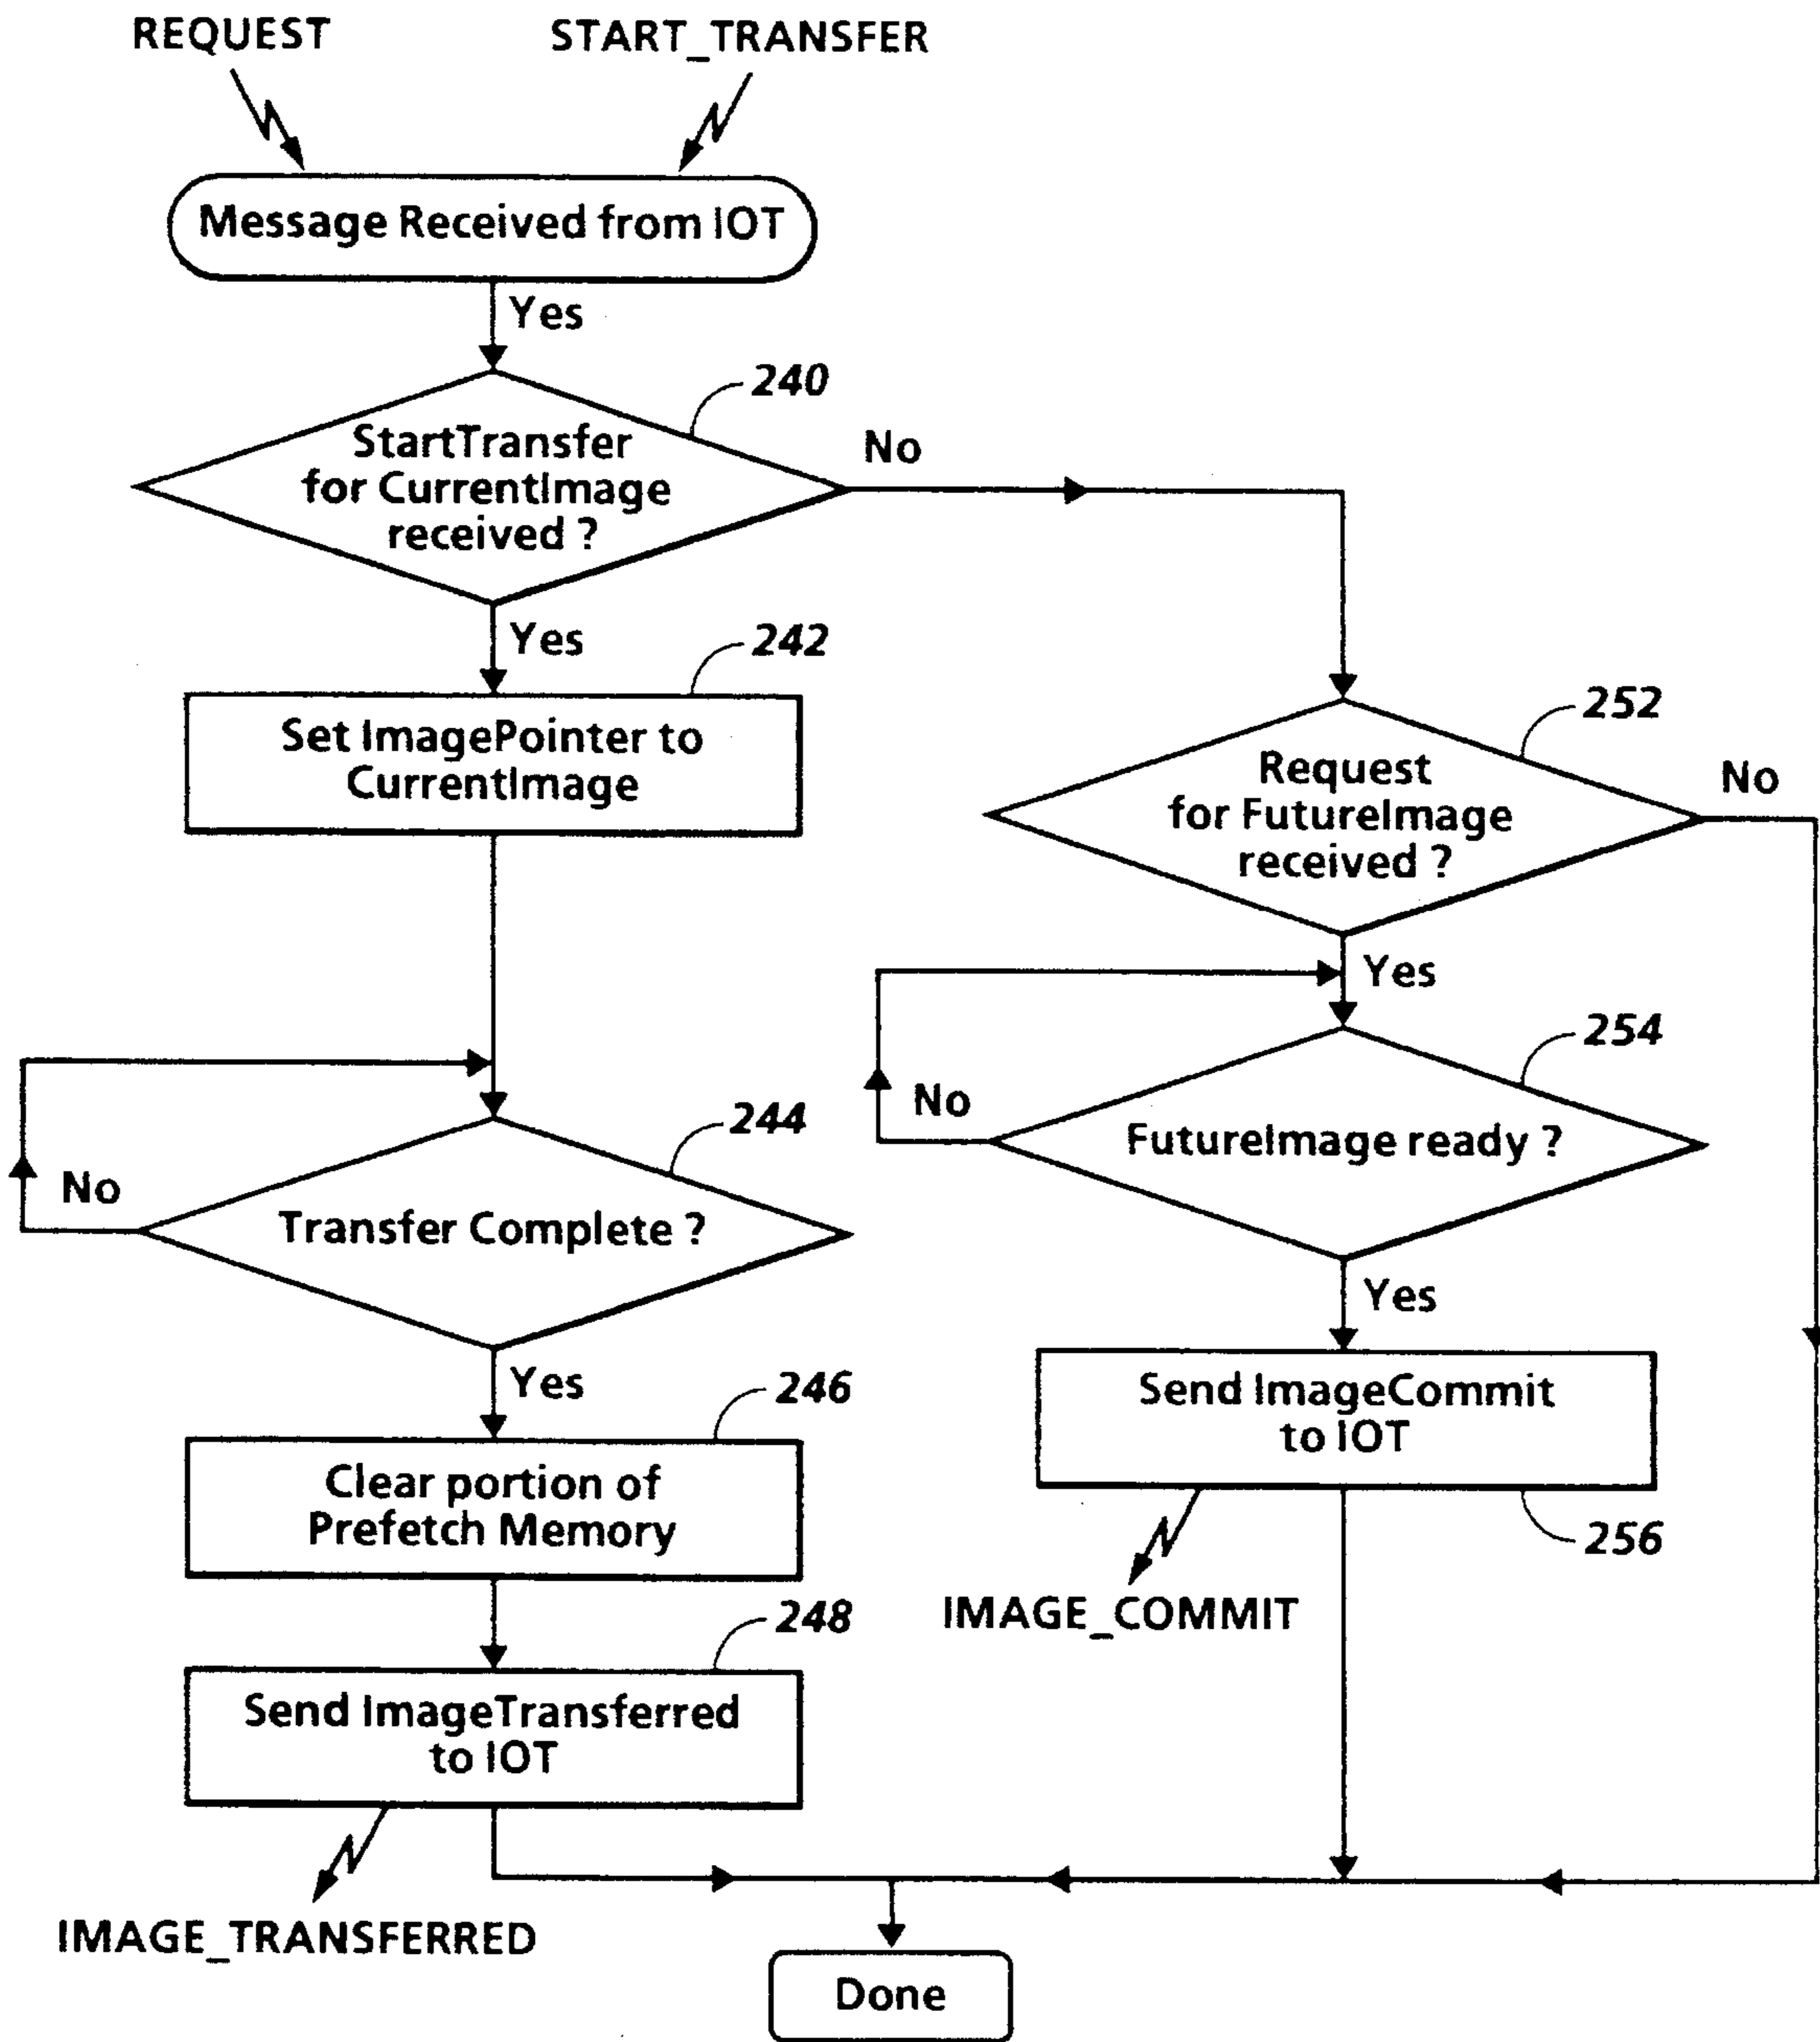 REQUEST
START_TRANSFER
Message Received from IOT
Yes
240
StartTransfer
for CurrentImage
received ?
No
Yes
242
Set ImagePointer to
CurrentImage
252
Request
for FutureImage
received ?
No
Yes
254
FutureImage ready ?
No
244
Transfer Complete ?
No
Yes
Yes
246
Clear portion of
Prefetch Memory
Send ImageCommit
to IOT
256
IMAGE_COMMIT
248
Send ImageTransferred
to IOT
IMAGE_TRANSFERRED
Done